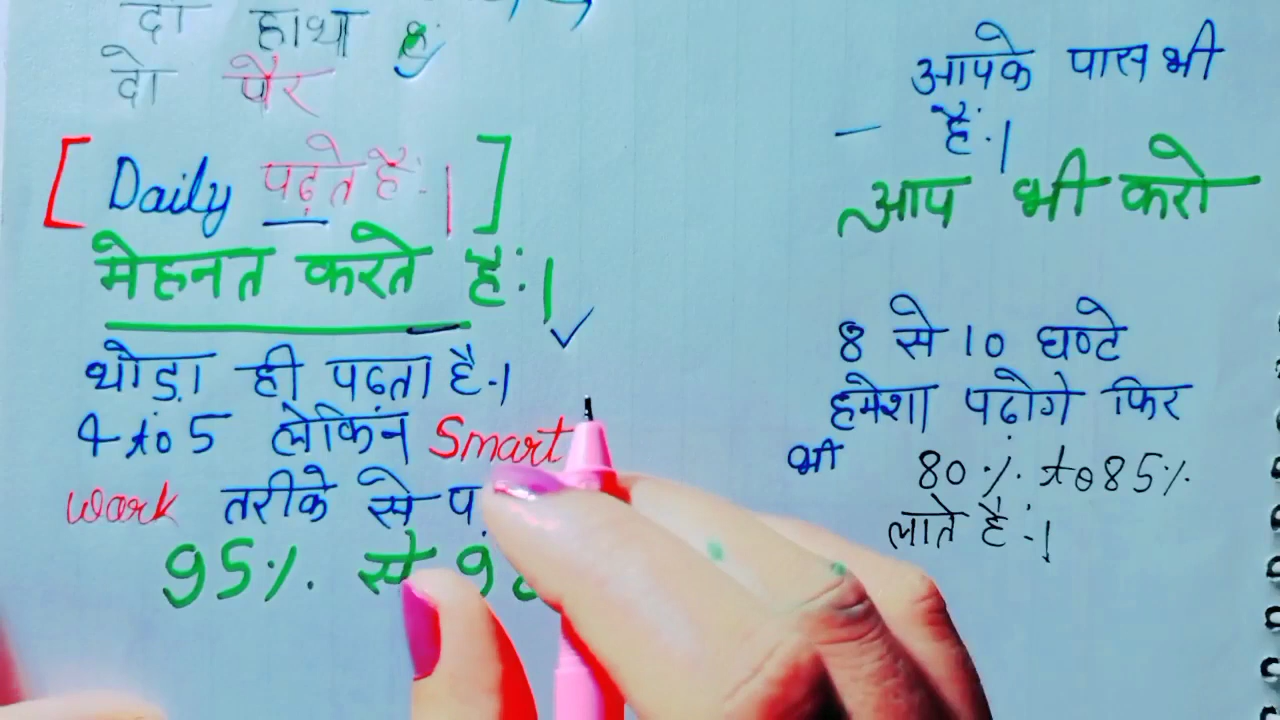 दो हाथ हैं
दो पैर
[ Daily पढ़ते हैं। ]
मेहनत करते हैं।
थोड़ा ही पढता है।
4 to 5 लेकिन Smart
work तरीके से
95% से
आपके पास भी
– हैं।
आप भी करो
8 से 10 घण्टे
हमेशा पढोगे फिर
भी 80% to 85%
लाते हैं।